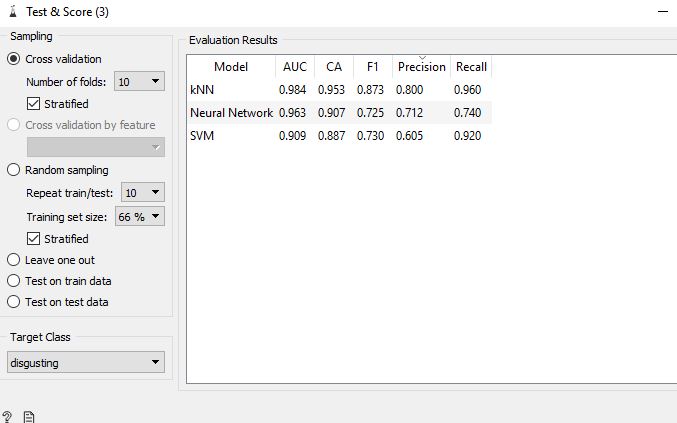 Test & Score (3)
Sampling
Cross validation
Number of folds: 10
Stratified
Cross validation by feature
Random sampling
Repeat train/test: 10
Training set size: 66 %
Stratified
Leave one out
Test on train data
Test on test data
Target Class
disgusting
Evaluation Results
Model AUC CA F1 Precision Recall
kNN 0.984 0.953 0.873 0.800 0.960
Neural Network 0.963 0.907 0.725 0.712 0.740
SVM 0.909 0.887 0.730 0.605 0.920
?